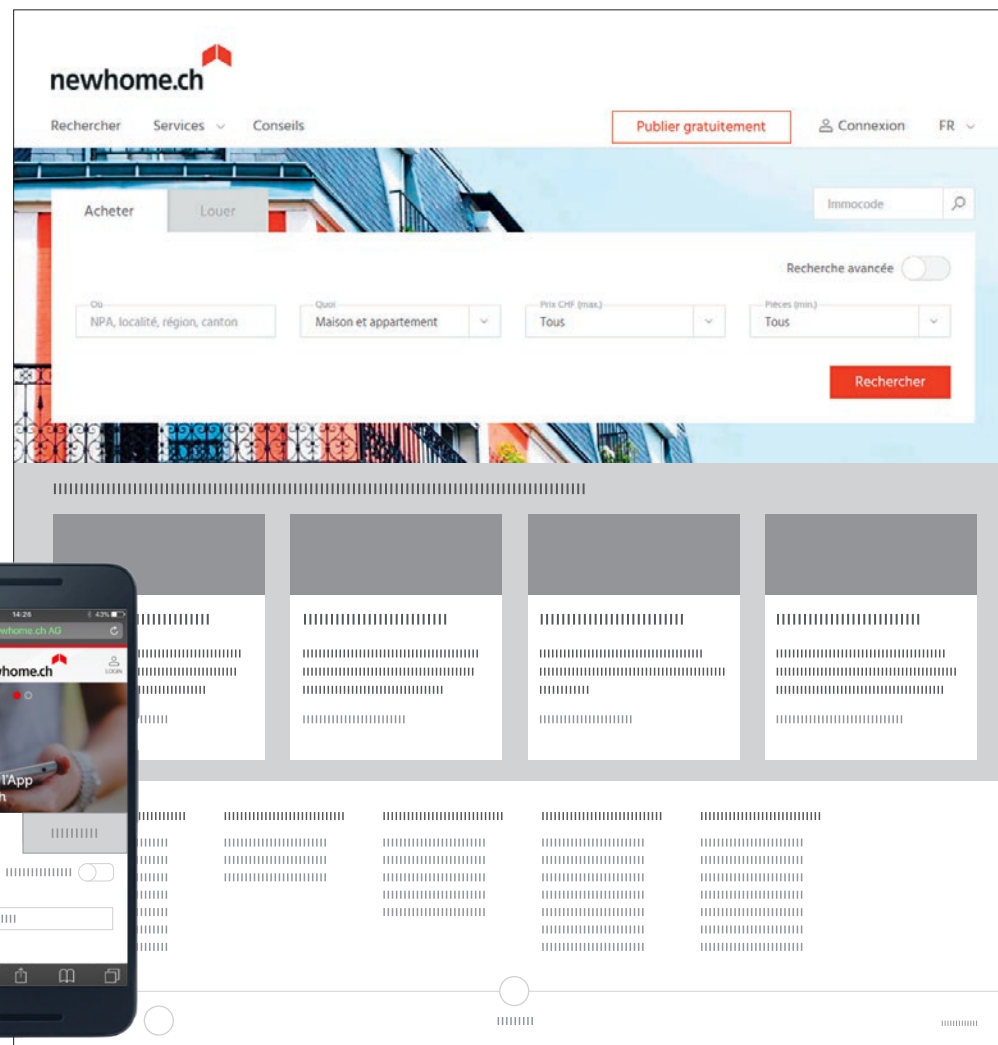 newhome.ch
Rechercher Services Conseils Publier gratuitement Connexion FR
Acheter Louer Immocode
Recherche avancée
Où Quoi Prix CHF (max.) Pièces (min.)
NPA, localité, région, canton Maison et appartement Tous Tous
Rechercher
14:26 43%
whome.ch AG
whome.ch LOGIN
l'App
h